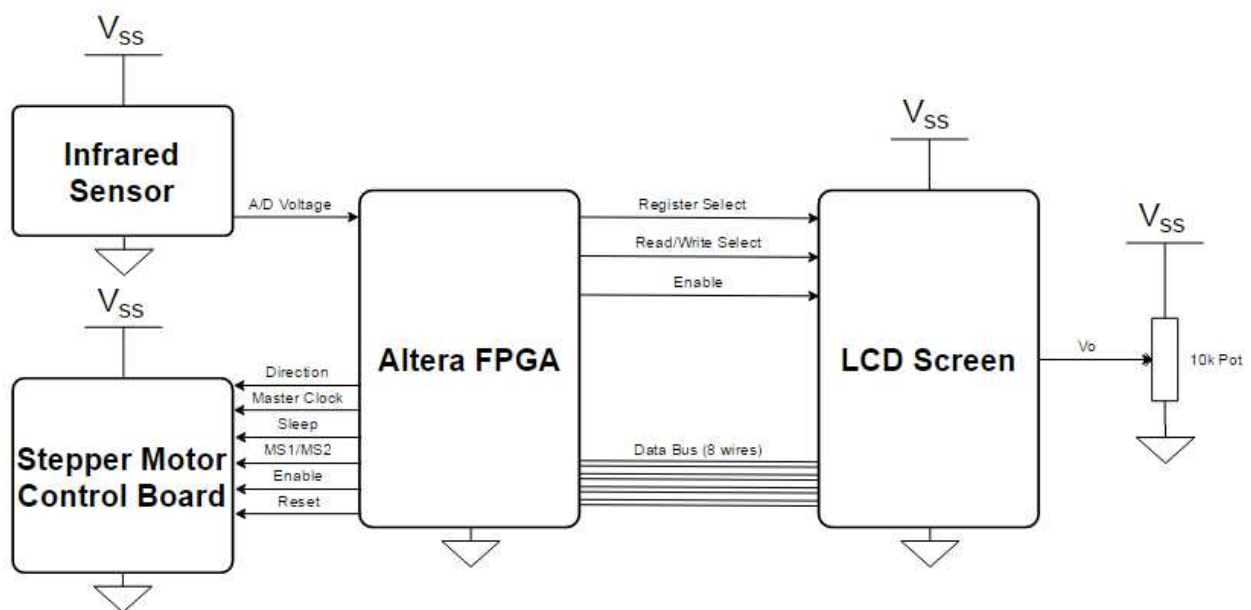 VSS
Infrared
Sensor
A/D Voltage
VSS
Stepper Motor
Control Board
Direction
Master Clock
Sleep
MS1/MS2
Enable
Reset
Altera FPGA
Register Select
Read/Write Select
Enable
Data Bus (8 wires)
VSS
LCD Screen
Vo
VSS
10k Pot